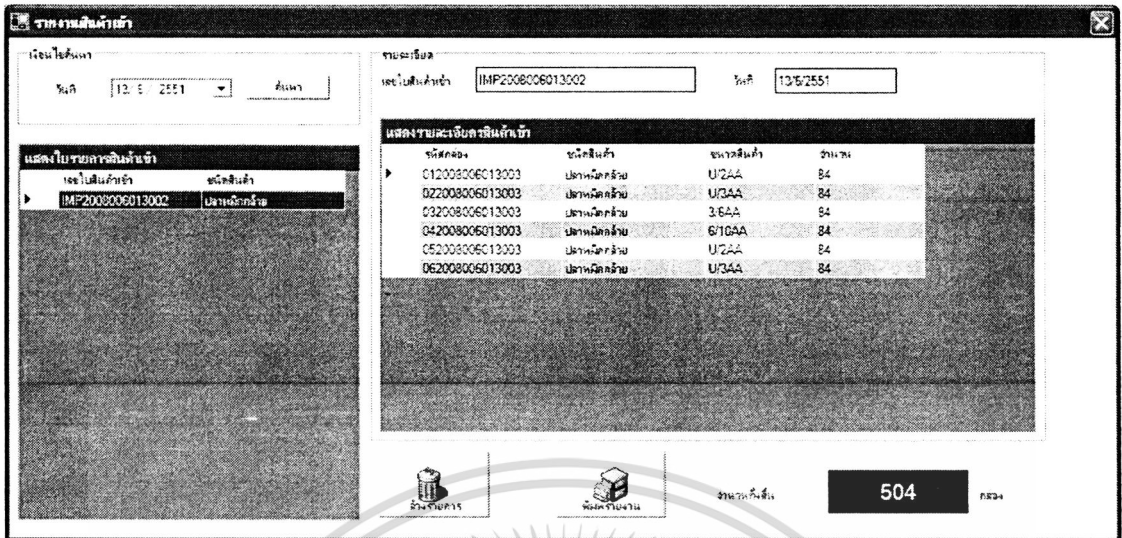 รายงานสินค้าเข้า
เงื่อนไขค้นหา
วันที่ 13/ 6 / 2551 ค้นหา
แสดงใบรายการสินค้าเข้า
เลขใบสินค้าเข้า ชนิดสินค้า
IMP2008006013002 ปลาหมึกกล้วย
รายละเอียด
เลขใบสินค้าเข้า IMP2008006013002 วันที่ 13/6/2551
แสดงรายละเอียดสินค้าเข้า
รหัสกล่อง ชนิดสินค้า ขนาดสินค้า จำนวน
012008006013003 ปลาหมึกกล้วย U/2AA 84
022008006013003 ปลาหมึกกล้วย U/3AA 84
032008006013003 ปลาหมึกกล้วย 3/6AA 84
042008006013003 ปลาหมึกกล้วย 6/10AA 84
052008006013003 ปลาหมึกกล้วย U/2AA 84
062008006013003 ปลาหมึกกล้วย U/3AA 84
ล้างรายการ พิมพ์รายงาน จำนวนทั้งสิ้น 504 กล่อง